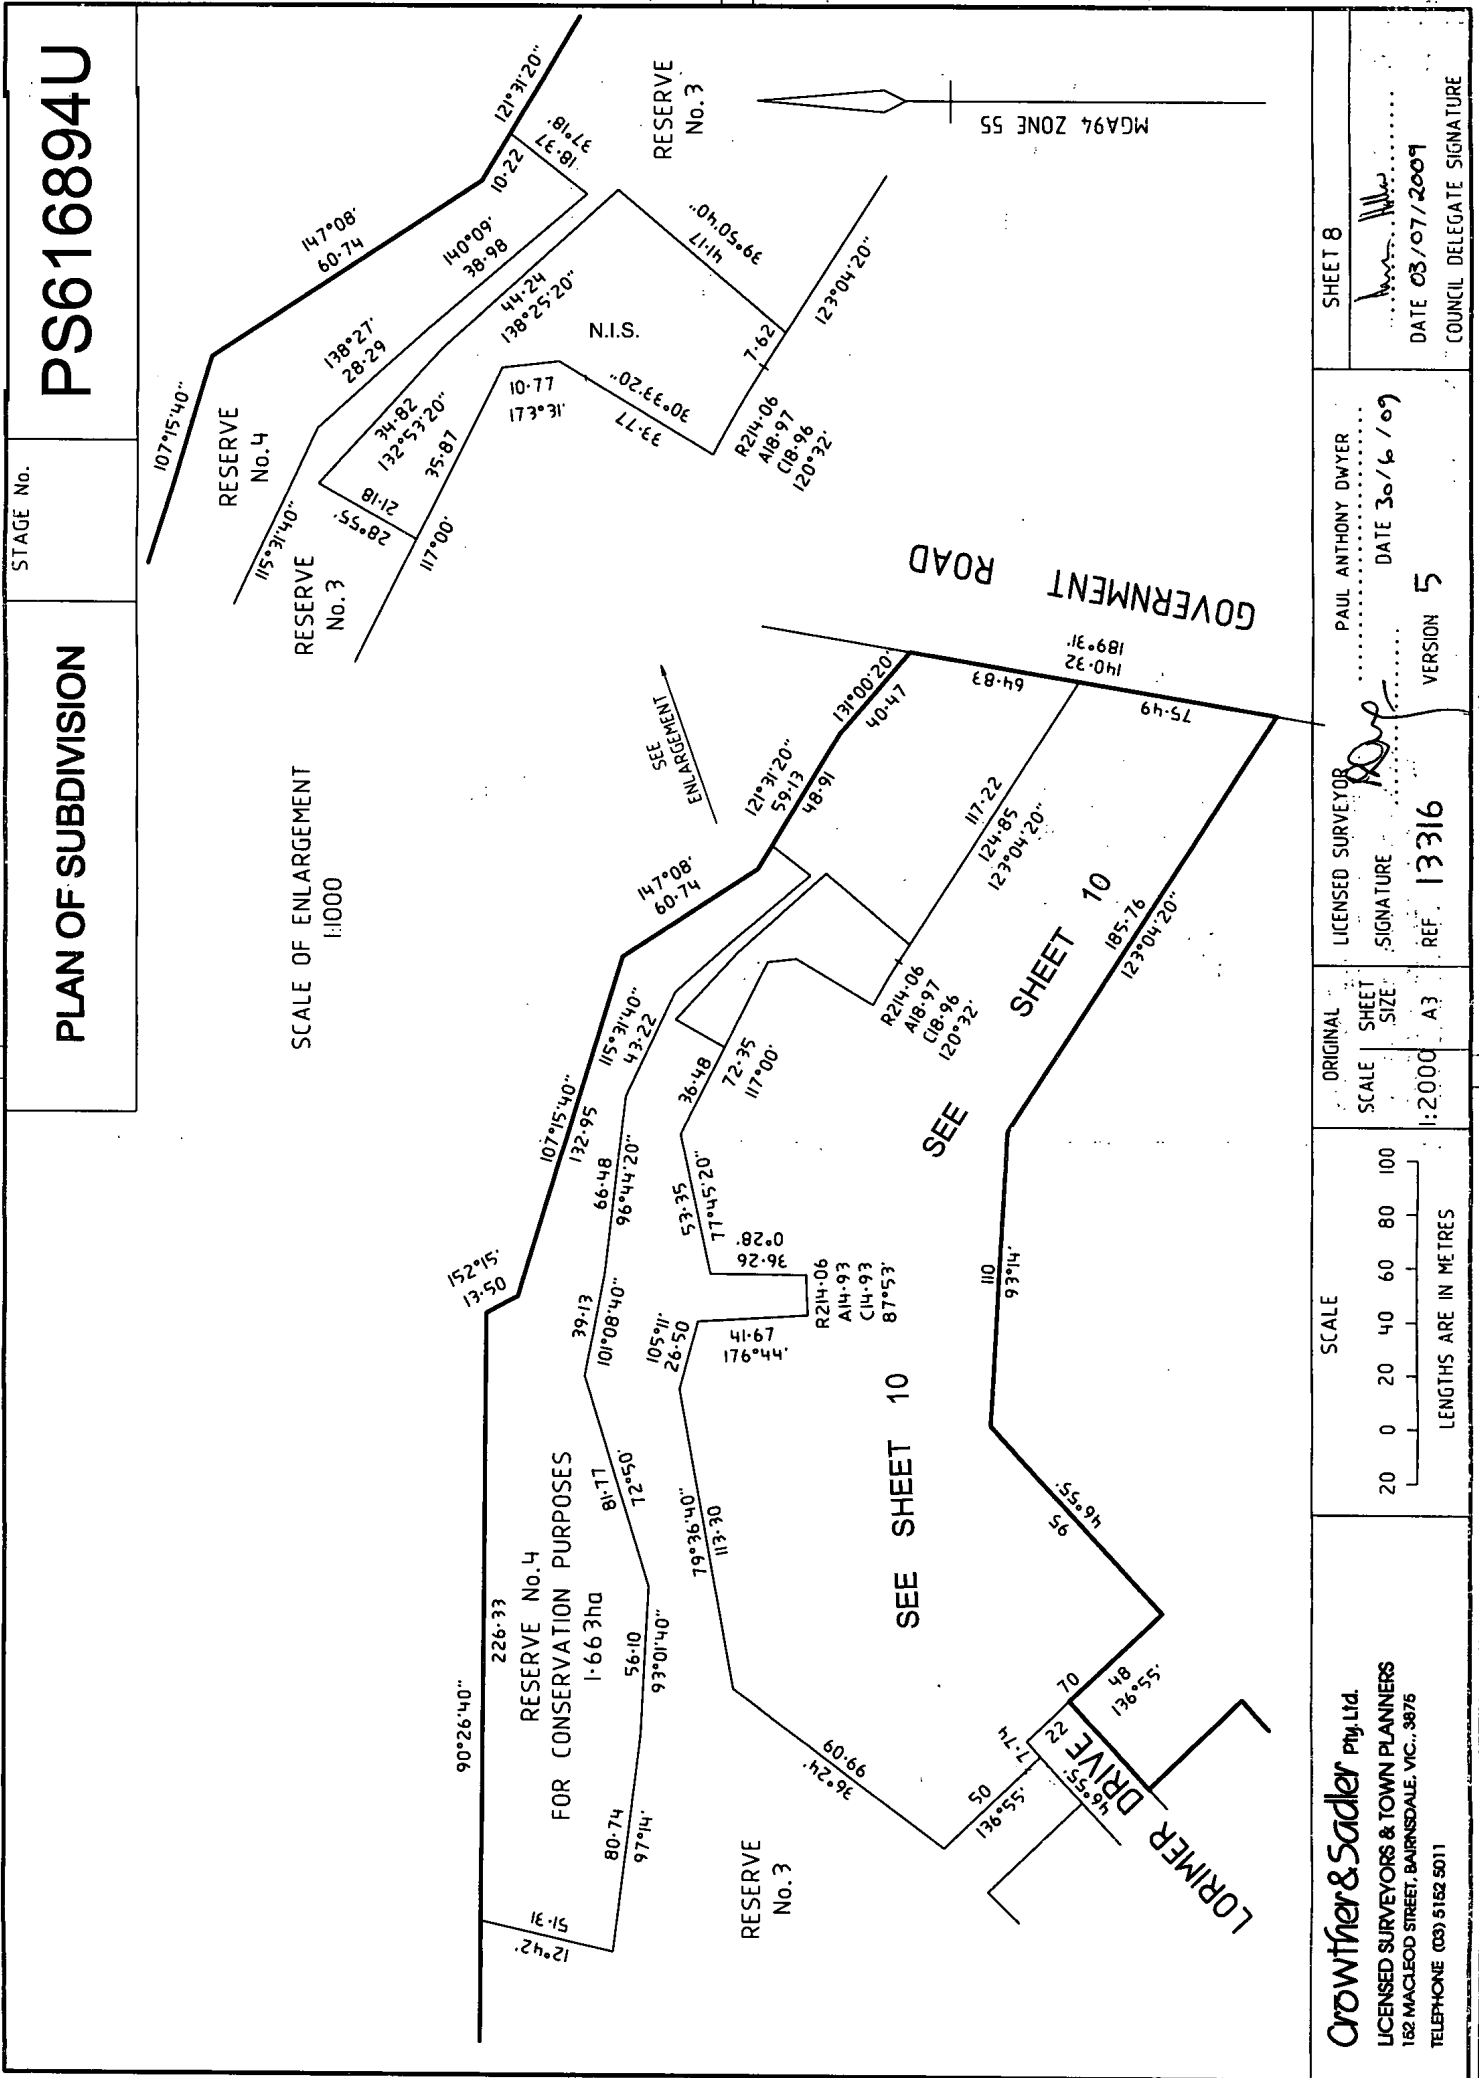 PLAN OF SUBDIVISION
STAGE No.
PS616894U
SCALE OF ENLARGEMENT
1:1000
107°15'40"
147°08'
60·74
121°31'20"
10·22
18·37
37°18'
RESERVE
No.4
115°31'40"
138°27'
28·29
140°09'
38·98
RESERVE
No.3
34·82
132°53'20"
44·24
138°25'20"
21·18
28°55'
117°00'
35·87
10·77
173°31'
N.I.S.
33·77
30°33'20"
41·17
39°50'40"
7·62
123°04'20"
R214·06
A18·97
C18·96
120°32'
RESERVE
No.3
MGA94 ZONE 55
SEE
ENLARGEMENT
GOVERNMENT ROAD
90°26'40"
226·33
RESERVE No.4
FOR CONSERVATION PURPOSES
1·663ha
152°15'
13·50
107°15'40"
132·95
147°08'
60·74
121°31'20"
59·13
48·91
131°00'20"
40·47
64·83
140·32
189°31'
75·49
51·31
12°42'
80·74
97°14'
56·10
93°01'40"
81·77
72°50'
39·13
101°08'40"
66·48
96°44'20"
115°31'40"
43·22
36·48
72·35
117°00'
53·35
77°45'20"
36·26
0°28'
R214·06
A14·93
C14·93
87°53'
41·67
176°44'
105°11'
26·50
79°36'40"
113·30
99·09
36°24'
R214·06
A18·97
C18·96
120°32'
117·22
124·85
123°04'20"
185·76
123°04'20"
SEE SHEET 10
SEE SHEET 10
110
93°14'
95
46°55'
70
48
136°55'
22
7·74
46°55'
50
136°55'
RESERVE
No.3
LORIMER DRIVE
Crowther & Sadler Pty. Ltd.
LICENSED SURVEYORS & TOWN PLANNERS
152 MACLEOD STREET, BAIRNSDALE, VIC., 3875
TELEPHONE (03) 5152 5011
SCALE
20 0 20 40 60 80 100
LENGTHS ARE IN METRES
ORIGINAL
SCALE
SHEET
SIZE
1:2000
A3
LICENSED SURVEYOR PAUL ANTHONY DWYER
SIGNATURE DATE 30/6/09
REF. 13316 VERSION 5
SHEET 8
DATE 03/07/2009
COUNCIL DELEGATE SIGNATURE